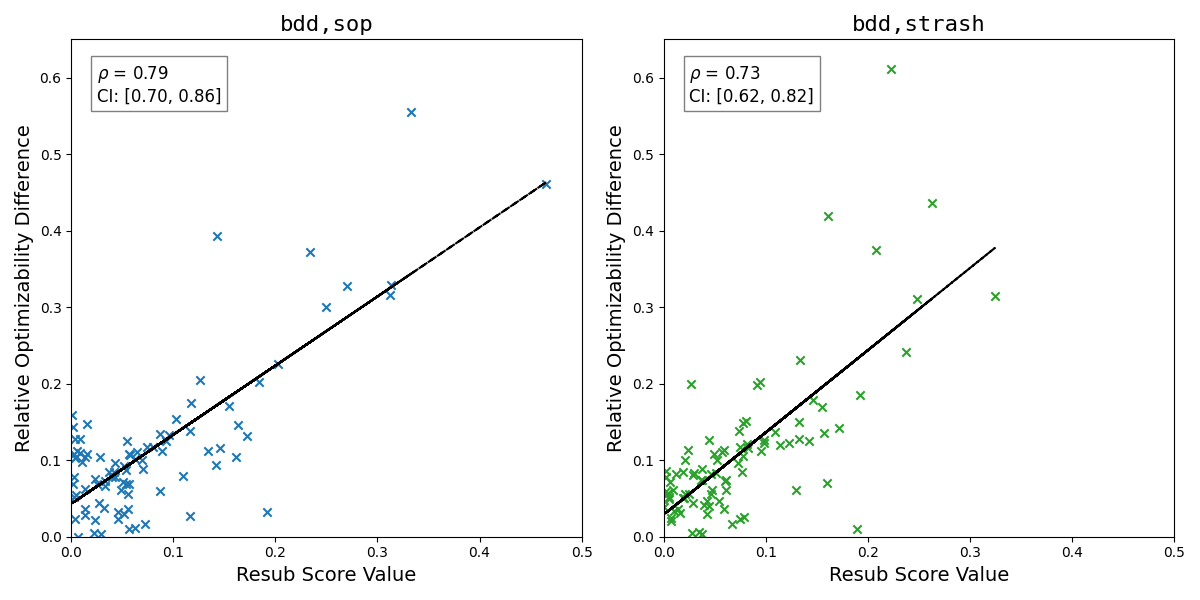 bdd,sop
ρ = 0.79
CI: [0.70, 0.86]
Relative Optimizability Difference
0.6
0.5
0.4
0.3
0.2
0.1
0.0
0.0 0.1 0.2 0.3 0.4 0.5
Resub Score Value
bdd,strash
ρ = 0.73
CI: [0.62, 0.82]
Relative Optimizability Difference
0.6
0.5
0.4
0.3
0.2
0.1
0.0
0.0 0.1 0.2 0.3 0.4 0.5
Resub Score Value